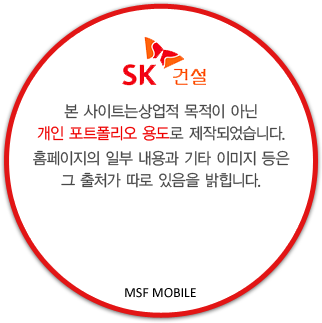 SK 건설
본 사이트는상업적 목적이 아닌
개인 포트폴리오 용도로 제작되었습니다.
홈페이지의 일부 내용과 기타 이미지 등은
그 출처가 따로 있음을 밝힙니다.
MSF MOBILE